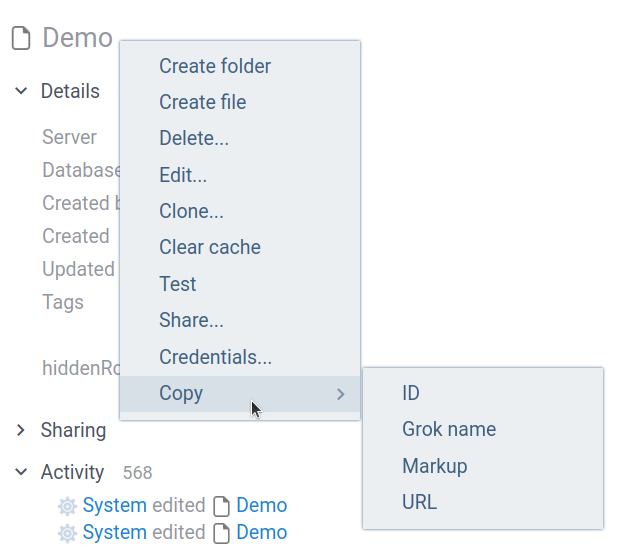 Demo
Create folder
Details
Create file
Server
Delete...
Database
Edit...
Created
Clone...
Created
Clear cache
Updated
Test
Tags
Share...
Credentials...
Copy
ID
Grok name
Sharing
Markup
Activity 568
URL
System edited Demo
System edited Demo